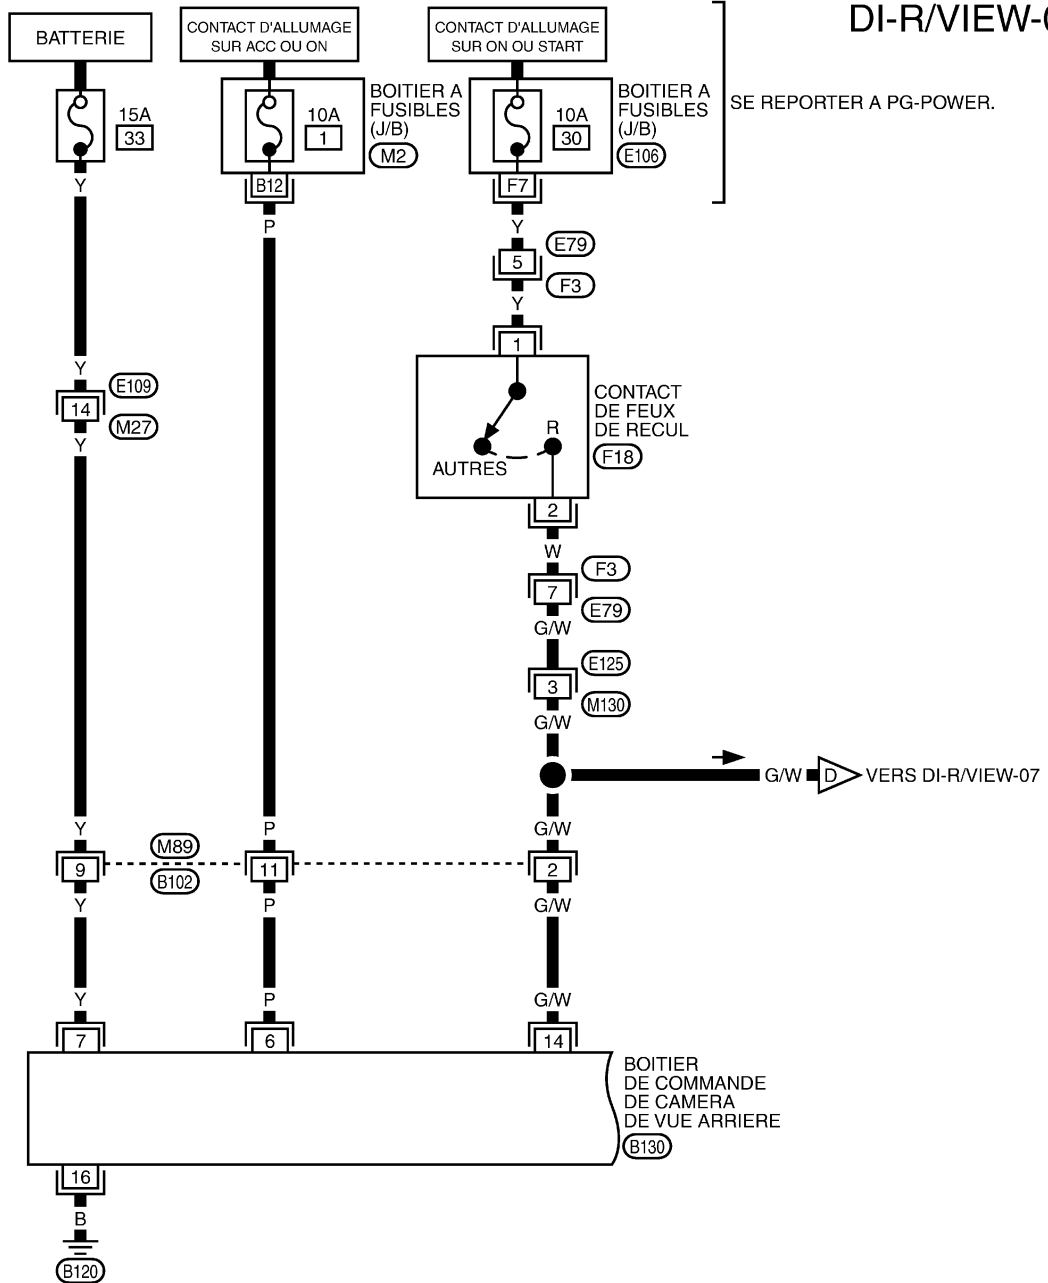 DI-R/VIEW-0
BATTERIE
CONTACT D'ALLUMAGE
SUR ACC OU ON
CONTACT D'ALLUMAGE
SUR ON OU START
15A
33
10A
1
BOITIER A
FUSIBLES
(J/B)
M2
10A
30
BOITIER A
FUSIBLES
(J/B)
E106
SE REPORTER A PG-POWER.
Y
B12
F7
P
Y
5
E79
F3
Y
1
Y
14
E109
M27
Y
CONTACT
DE FEUX
DE RECUL
F18
R
AUTRES
2
W
7
F3
E79
G/W
3
E125
M130
G/W
G/W
D
VERS DI-R/VIEW-07
Y
P
G/W
9
M89
B102
11
2
Y
P
G/W
Y
P
G/W
7
6
14
BOITIER
DE COMMANDE
DE CAMERA
DE VUE ARRIERE
B130
16
B
B120